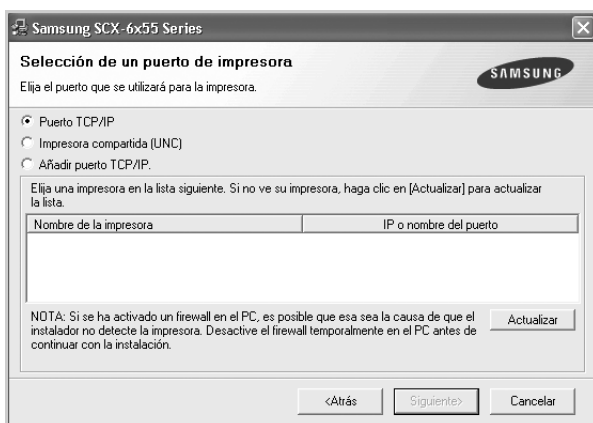 Samsung SCX-6x55 Series
Selección de un puerto de impresora
Elija el puerto que se utilizará para la impresora.
SAMSUNG
Puerto TCP/IP
Impresora compartida (UNC)
Añadir puerto TCP/IP.
Elija una impresora en la lista siguiente. Si no ve su impresora, haga clic en [Actualizar] para actualizar
la lista.
Nombre de la impresora IP o nombre del puerto
NOTA: Si se ha activado un firewall en el PC, es posible que esa sea la causa de que el
instalador no detecte la impresora. Desactive el firewall temporalmente en el PC antes de
continuar con la instalación.
Actualizar
<Atrás Siguiente> Cancelar